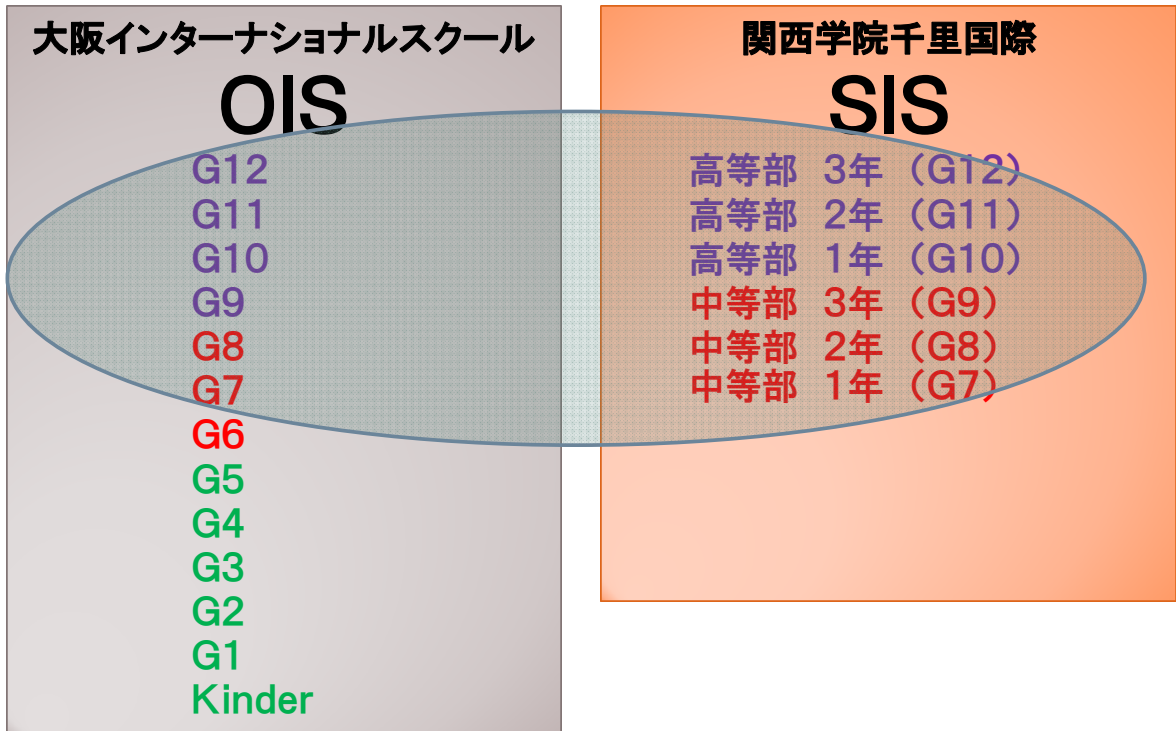 大阪インターナショナルスクール
OIS
G12
G11
G10
G9
G8
G7
G6
G5
G4
G3
G2
G1
Kinder
関西学院千里国際
SIS
高等部 3年 （G12）
高等部 2年 （G11）
高等部 1年 （G10）
中等部 3年 （G9）
中等部 2年 （G8）
中等部 1年 （G7）